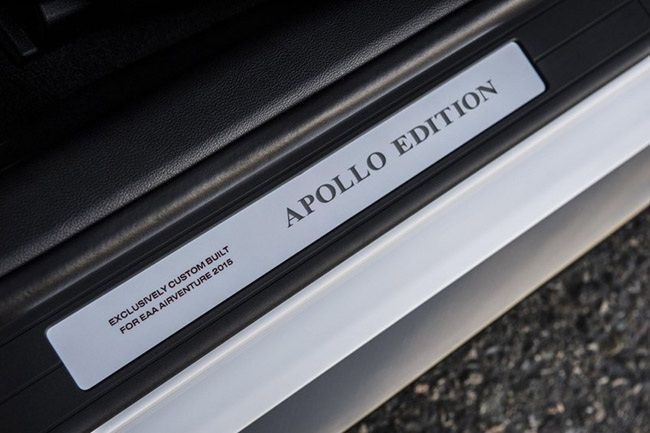 APOLLO EDITION
EXCLUSIVELY CUSTOM BUILT
FOR EAA AIRVENTURE 2015